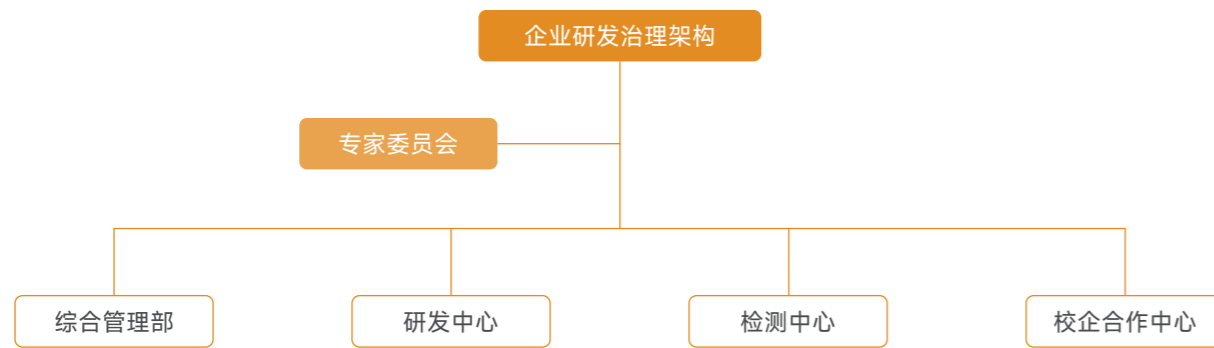 企业研发治理架构
专家委员会
综合管理部
研发中心
检测中心
校企合作中心